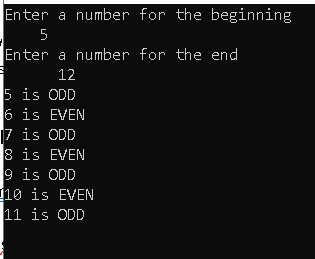 Enter a number for the beginning
5
Enter a number for the end
12
5 is ODD
6 is EVEN
7 is ODD
8 is EVEN
9 is ODD
10 is EVEN
11 is ODD